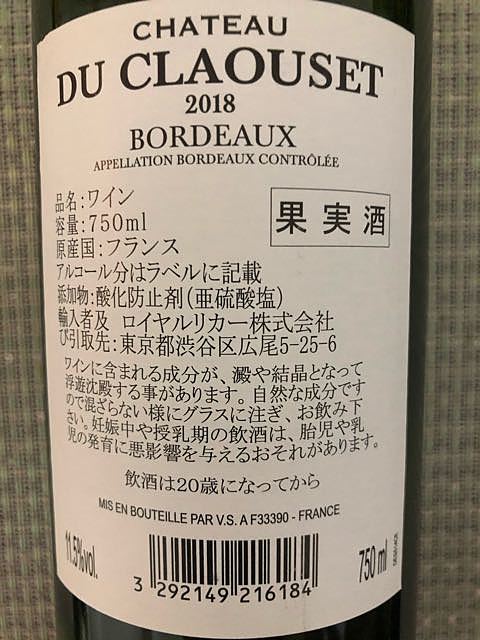 CHATEAU
DU CLAOUSET
2018
BORDEAUX
APPELLATION BORDEAUX CONTRÔLÉE
品名:ワイン
容量:750ml
果実酒
原産国:フランス
アルコール分はラベルに記載
添加物:酸化防止剤(亜硫酸塩)
輸入者及 ロイヤルリカー株式会社
び引取先:東京都渋谷区広尾5-25-6
ワインに含まれる成分が、澱や結晶となって
浮遊沈殿する事があります。自然な成分です
ので混ざらない様にグラスに注ぎ、お飲み下
さい。妊娠中や授乳期の飲酒は、胎児や乳
児の発育に悪影響を与えるおそれがあります。
飲酒は20歳になってから
MIS EN BOUTEILLE PAR V.S. A F33390 - FRANCE
11.5%vol.
750 ml
3 292149 216184